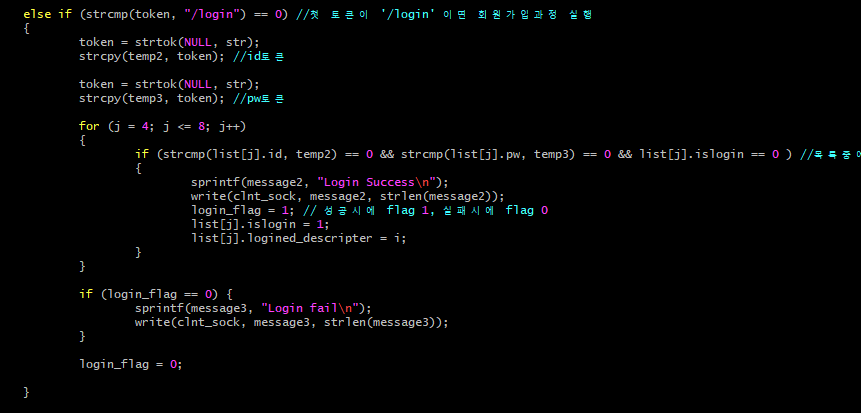 else if (strcmp(token, "/login") == 0) //첫 토큰이 '/login' 이면 회원가입과정 실행
{
token = strtok(NULL, str);
strcpy(temp2, token); //id토큰
token = strtok(NULL, str);
strcpy(temp3, token); //pw토큰
for (j = 4; j <= 8; j++)
{
if (strcmp(list[j].id, temp2) == 0 && strcmp(list[j].pw, temp3) == 0 && list[j].islogin == 0 ) //목록중에
{
sprintf(message2, "Login Success\n");
write(clnt_sock, message2, strlen(message2));
login_flag = 1; // 성공시에 flag 1, 실패시에 flag 0
list[j].islogin = 1;
list[j].logined_descripter = i;
}
}
if (login_flag == 0) {
sprintf(message3, "Login fail\n");
write(clnt_sock, message3, strlen(message3));
}
login_flag = 0;
}